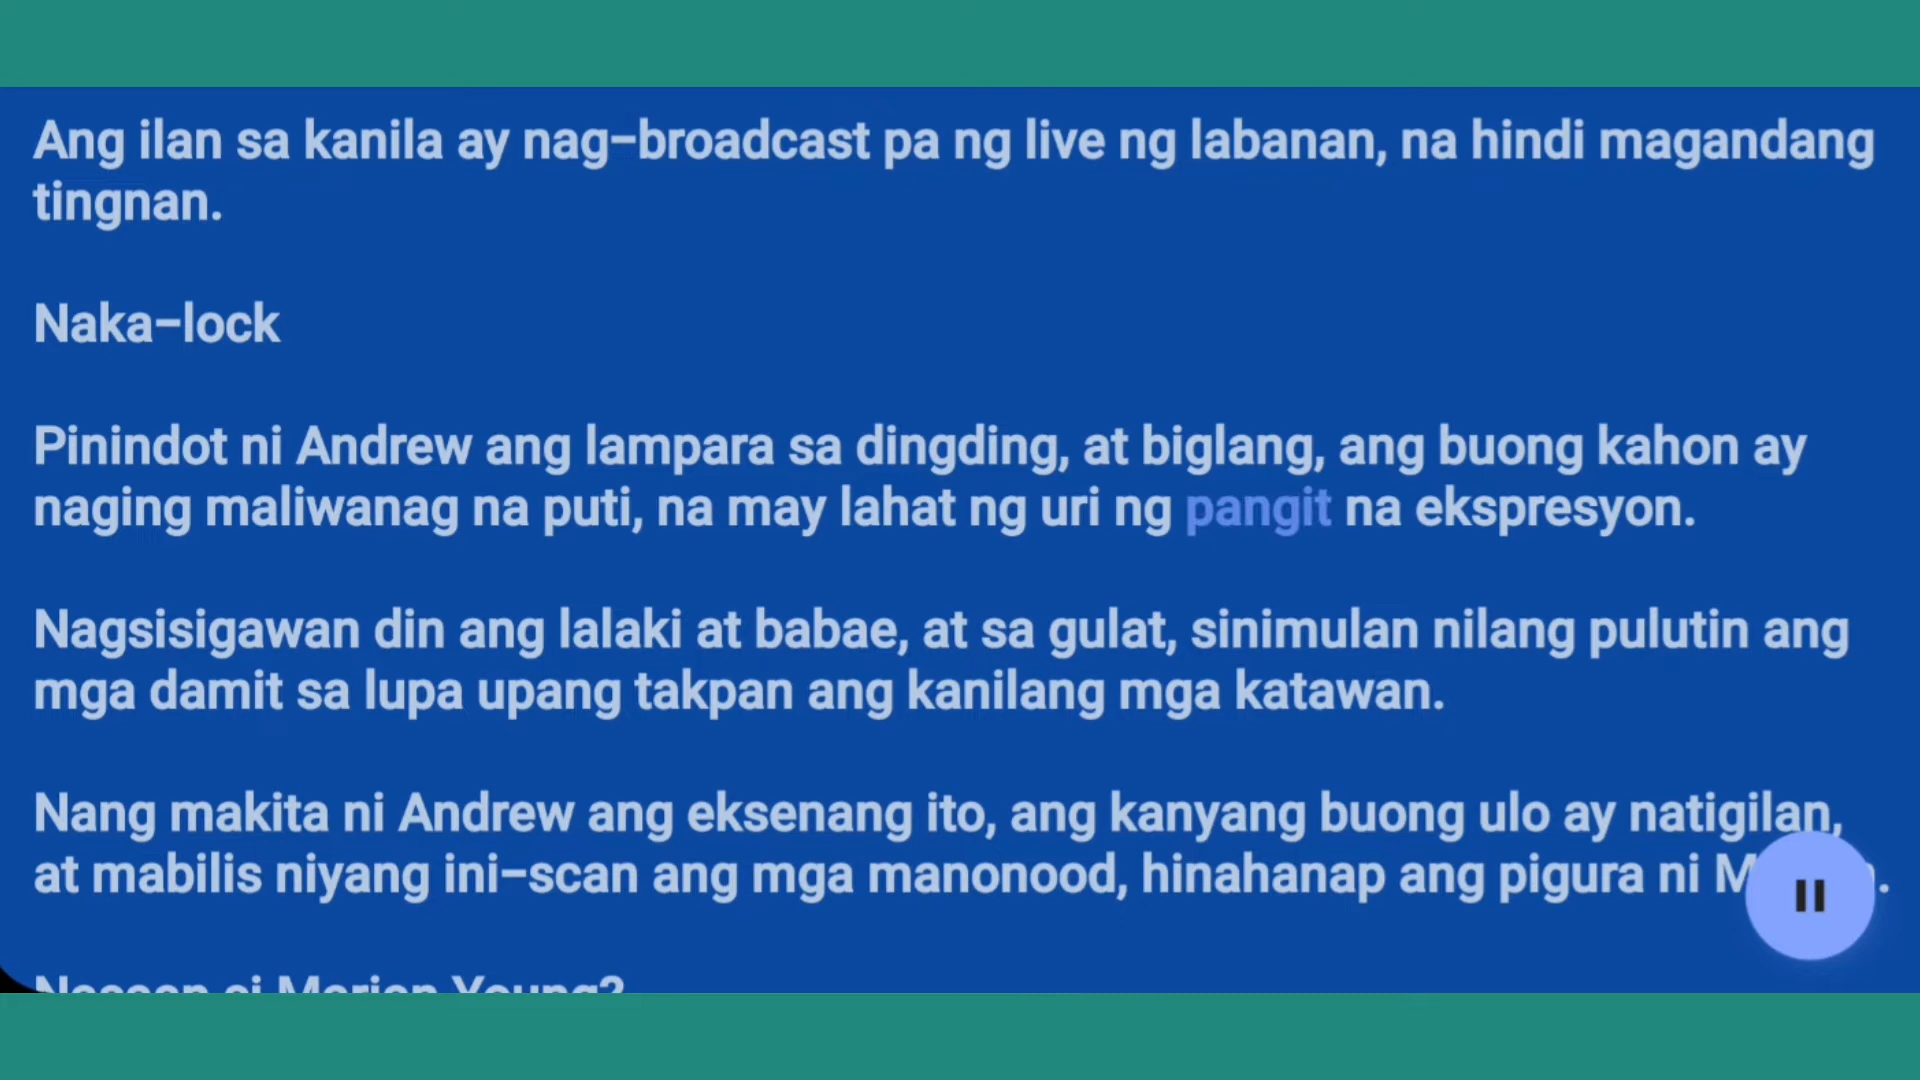 Ang ilan sa kanila ay nag-broadcast pa ng live ng labanan, na hindi magandang
tingnan.
Naka-lock
Pinindot ni Andrew ang lampara sa dingding, at biglang, ang buong kahon ay
naging maliwanag na puti, na may lahat ng uri ng pangit na ekspresyon.
Nagsisigawan din ang lalaki at babae, at sa gulat, sinimulan nilang pulutin ang
mga damit sa lupa upang takpan ang kanilang mga katawan.
Nang makita ni Andrew ang eksenang ito, ang kanyang buong ulo ay natigilan,
at mabilis niyang ini-scan ang mga manonood, hinahanap ang pigura ni
Nasaan si Marian Young?